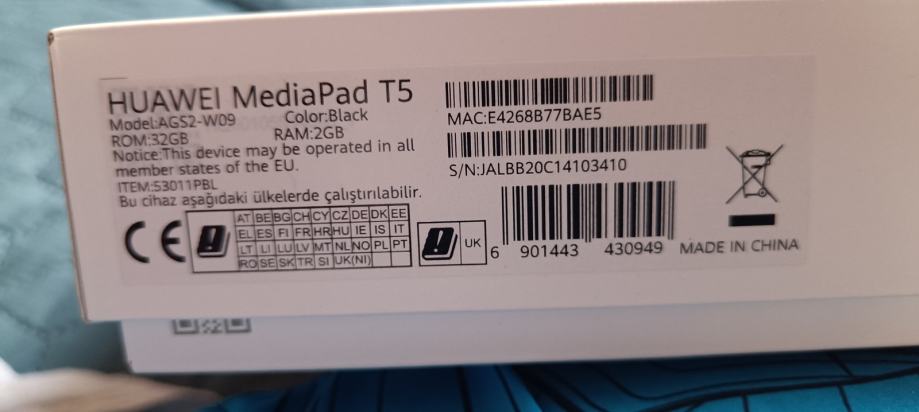 HUAWEI MediaPad T5
Model:AGS2-W09 Color:Black
ROM:32GB RAM:2GB
Notice:This device may be operated in all
member states of the EU.
ITEM:53011PBL
Bu cihaz aşağıdaki ülkelerde çalıştırılabilir.
CE
AT BE BG CH CY CZ DE DK EE
EL ES FI FR HR HU IE IS IT
LT LI LU LV MT NL NO PL PT
RO SE SK TR SI UK(NI)
UK
MAC:E4268B77BAE5
S/N:JALBB20C14103410
6 901443 430949
MADE IN CHINA